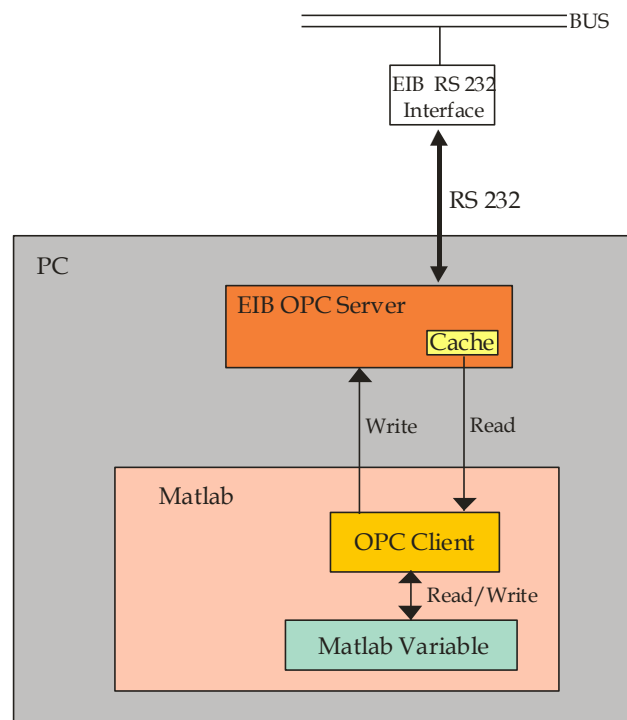 BUS
EIB RS 232
Interface
RS 232
PC
EIB OPC Server
Cache
Write
Read
Matlab
OPC Client
Read/Write
Matlab Variable